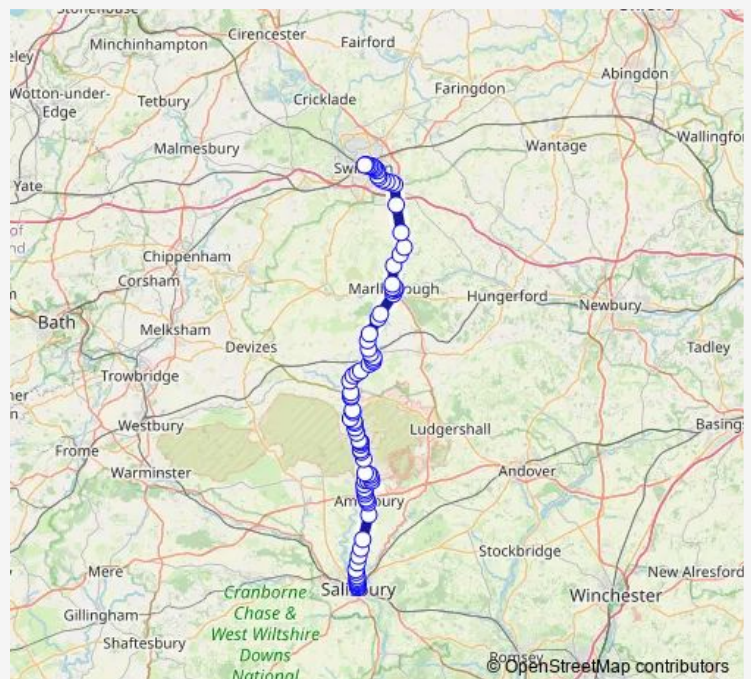 Cirencester
Minchinhampton
Fairford
Abingdon
Faringdon
Wotton-under-
Edge
Tetbury
Cricklade
Malmesbury
Wantage
Yate
Chippenham
Corsham
Hungerford
Newbury
Bath
Melksham
Devizes
Tadley
Trowbridge
Westbury
Ludgershall
Frome
Warminster
Andover
Stockbridge
Mere
Salisbury
New Alresford
Winchester
Cranborne
Chase &
West Wiltshire
Downs
National
Gillingham
Shaftesbury
Romsey
© OpenStreetMap contributors